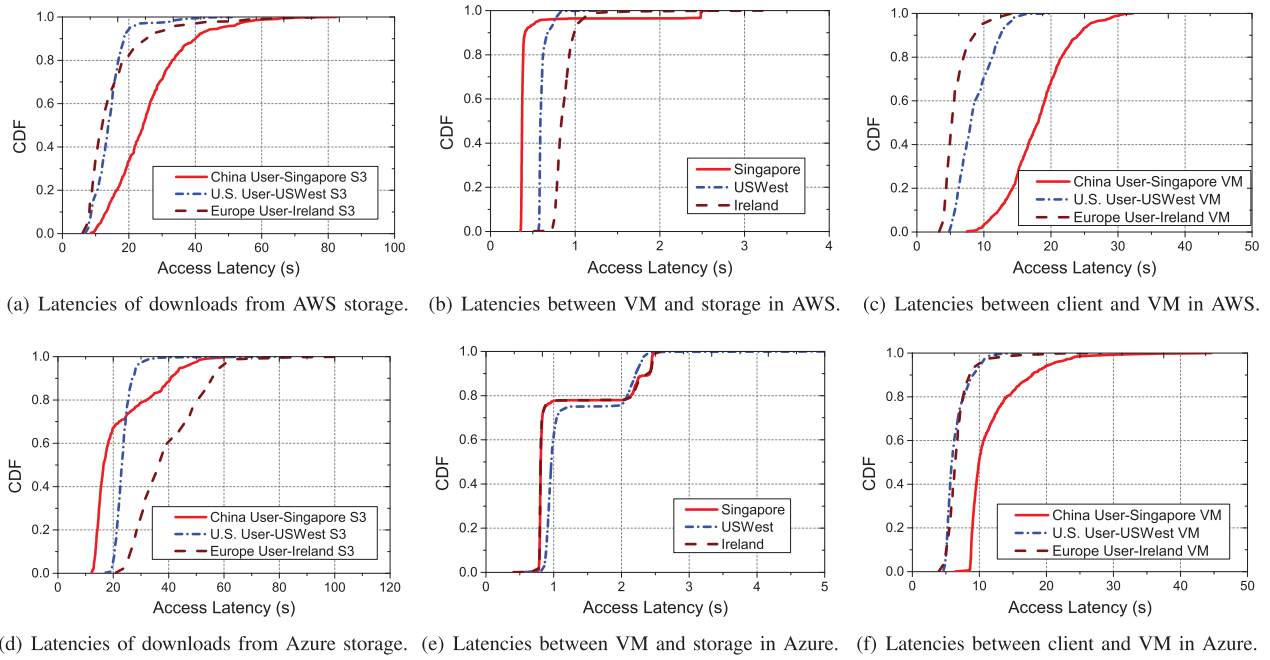 1.0
0.8
0.6
0.4
0.2
0.0
CDF
0 20 40 60 80 100
Access Latency (s)
China User-Singapore S3
U.S. User-USWest S3
Europe User-Ireland S3
(a) Latencies of downloads from AWS storage.
1.0
0.8
0.6
0.4
0.2
0.0
CDF
0 1 2 3 4
Access Latency (s)
Singapore
USWest
Ireland
(b) Latencies between VM and storage in AWS.
1.0
0.8
0.6
0.4
0.2
0.0
CDF
0 10 20 30 40 50
Access Latency (s)
China User-Singapore VM
U.S. User-USWest VM
Europe User-Ireland VM
(c) Latencies between client and VM in AWS.
1.0
0.8
0.6
0.4
0.2
0.0
CDF
0 20 40 60 80 100 120
Access Latency (s)
China User-Singapore S3
U.S. User-USWest S3
Europe User-Ireland S3
(d) Latencies of downloads from Azure storage.
1.0
0.8
0.6
0.4
0.2
0.0
CDF
0 1 2 3 4 5
Access Latency (s)
Singapore
USWest
Ireland
(e) Latencies between VM and storage in Azure.
1.0
0.8
0.6
0.4
0.2
0.0
CDF
0 10 20 30 40 50
Access Latency (s)
China User-Singapore VM
U.S. User-USWest VM
Europe User-Ireland VM
(f) Latencies between client and VM in Azure.